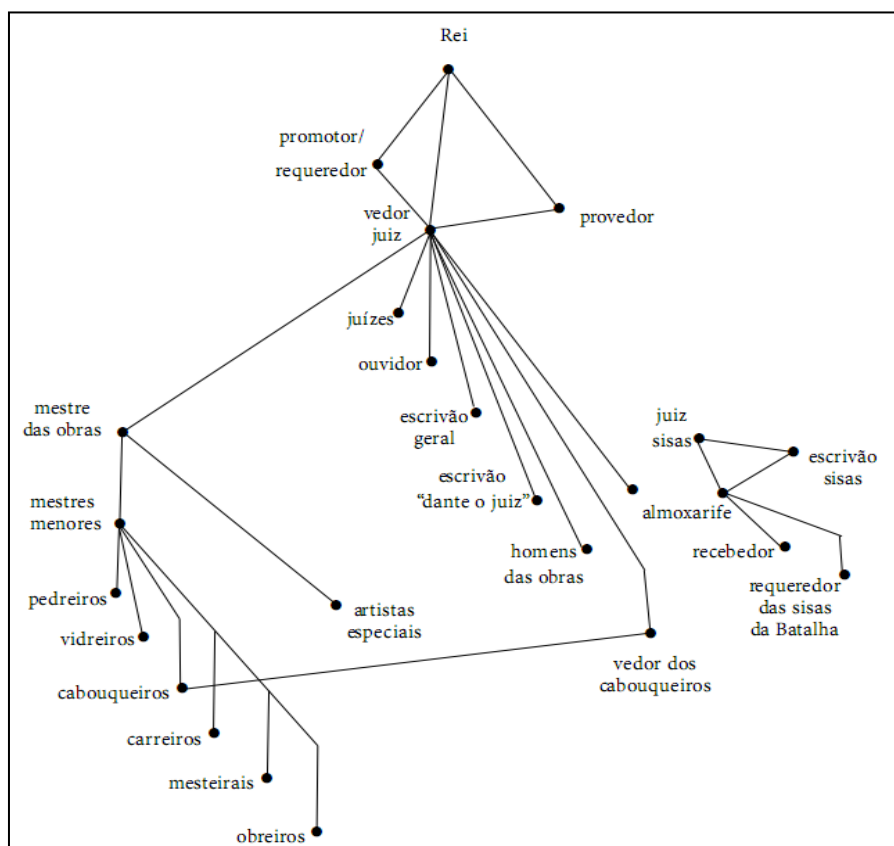 Rei
promotor/
requeredor
provedor
vedor
juiz
juízes
ouvidor
mestre
das obras
escrivão
geral
juiz
sisas
escrivão
sisas
escrivão
“dante o juiz”
almoxarife
mestres
menores
homens
das obras
recebedor
requeredor
das sisas
da Batalha
pedreiros
artistas
especiais
vidreiros
vedor dos
cabouqueiros
cabouqueiros
carreiros
mesteirais
obreiros